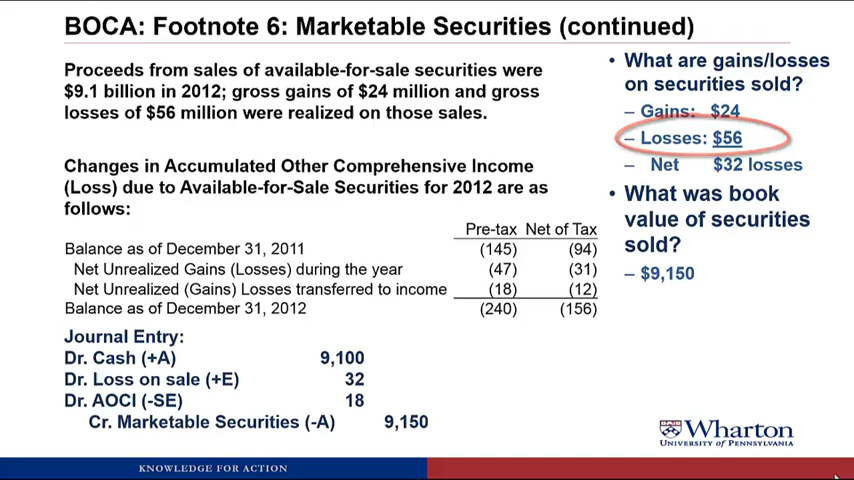 BOCA: Footnote 6: Marketable Securities (continued)
Proceeds from sales of available-for-sale securities were
$9.1 billion in 2012; gross gains of $24 million and gross
losses of $56 million were realized on those sales.
Changes in Accumulated Other Comprehensive Income
(Loss) due to Available-for-Sale Securities for 2012 are as
follows:
Pre-tax Net of Tax
Balance as of December 31, 2011 (145) (94)
Net Unrealized Gains (Losses) during the year (47) (31)
Net Unrealized (Gains) Losses transferred to income (18) (12)
Balance as of December 31, 2012 (240) (156)
Journal Entry:
Dr. Cash (+A) 9,100
Dr. Loss on sale (+E) 32
Dr. AOCI (-SE) 18
Cr. Marketable Securities (-A) 9,150
• What are gains/losses
on securities sold?
– Gains: $24
– Losses: $56
– Net $32 losses
• What was book
value of securities
sold?
– $9,150
Wharton
UNIVERSITY of PENNSYLVANIA
KNOWLEDGE FOR ACTION